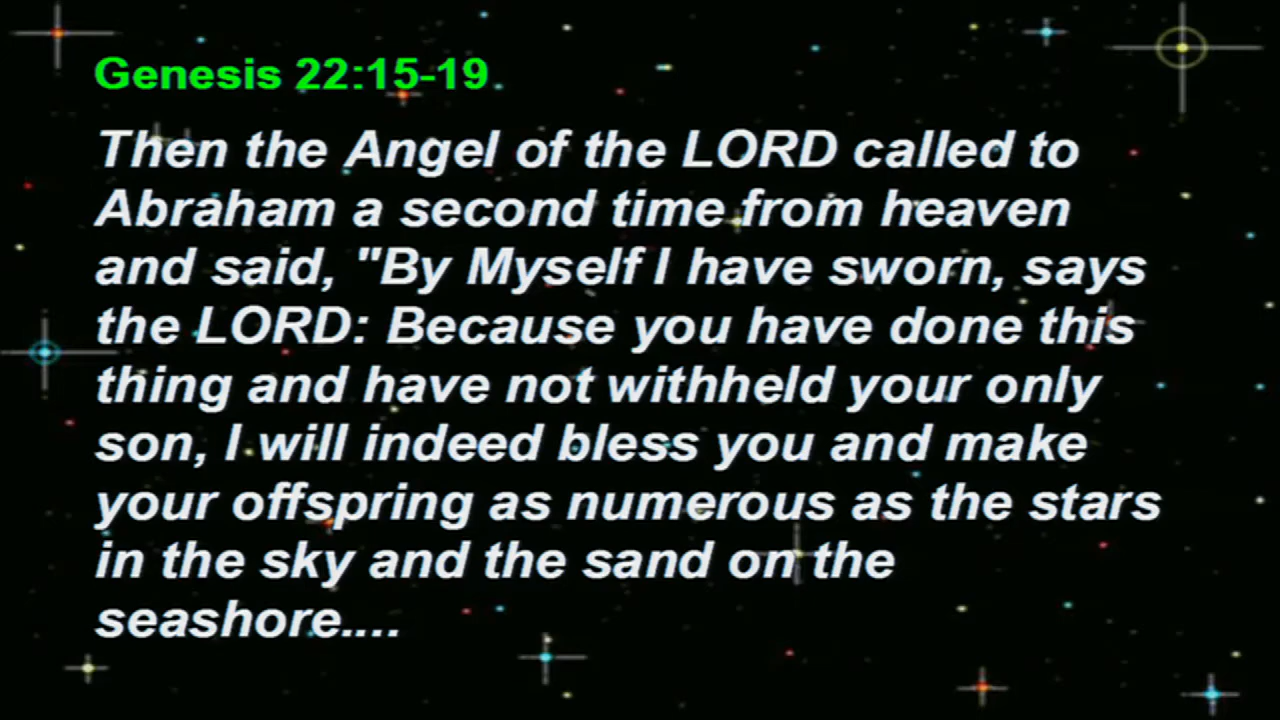 Genesis 22:15-19
Then the Angel of the LORD called to
Abraham a second time from heaven
and said, "By Myself I have sworn, says
the LORD: Because you have done this
thing and have not withheld your only
son, I will indeed bless you and make
your offspring as numerous as the stars
in the sky and the sand on the
seashore....